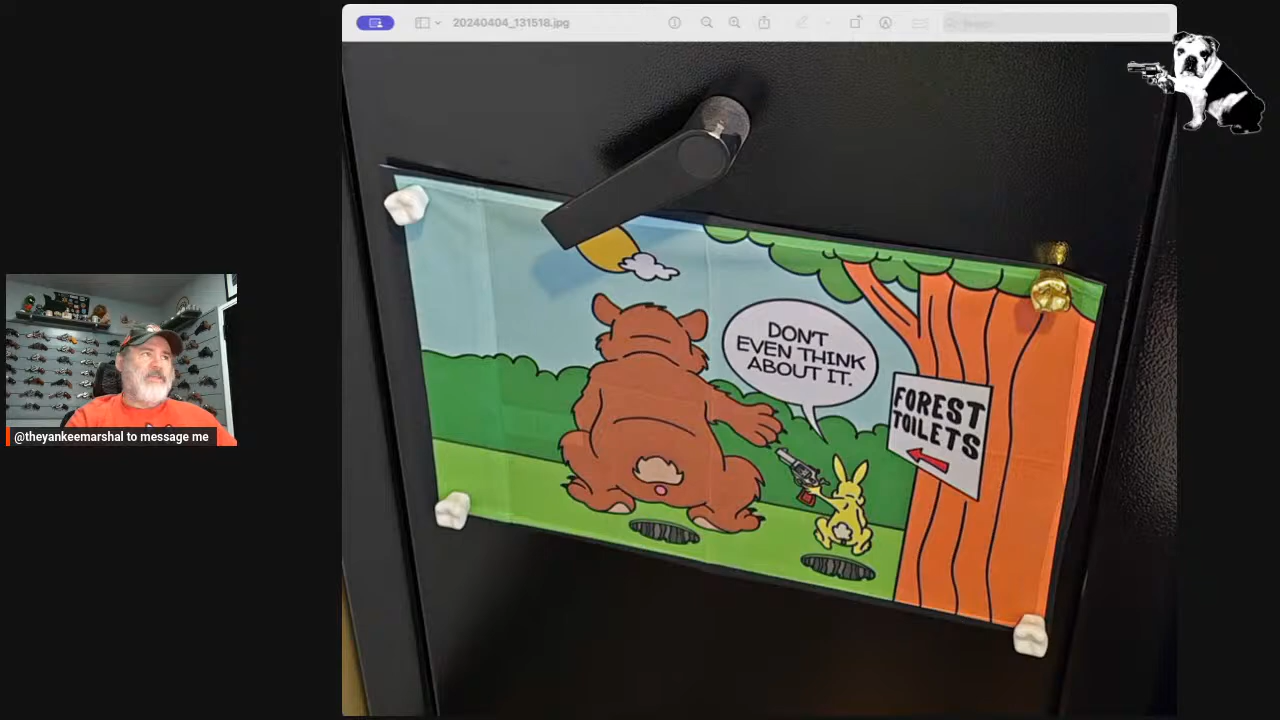 20240404_131518.jpg
DON'T
EVEN THINK
ABOUT IT.
FOREST
TOILETS
@theyankeemarshal to message me